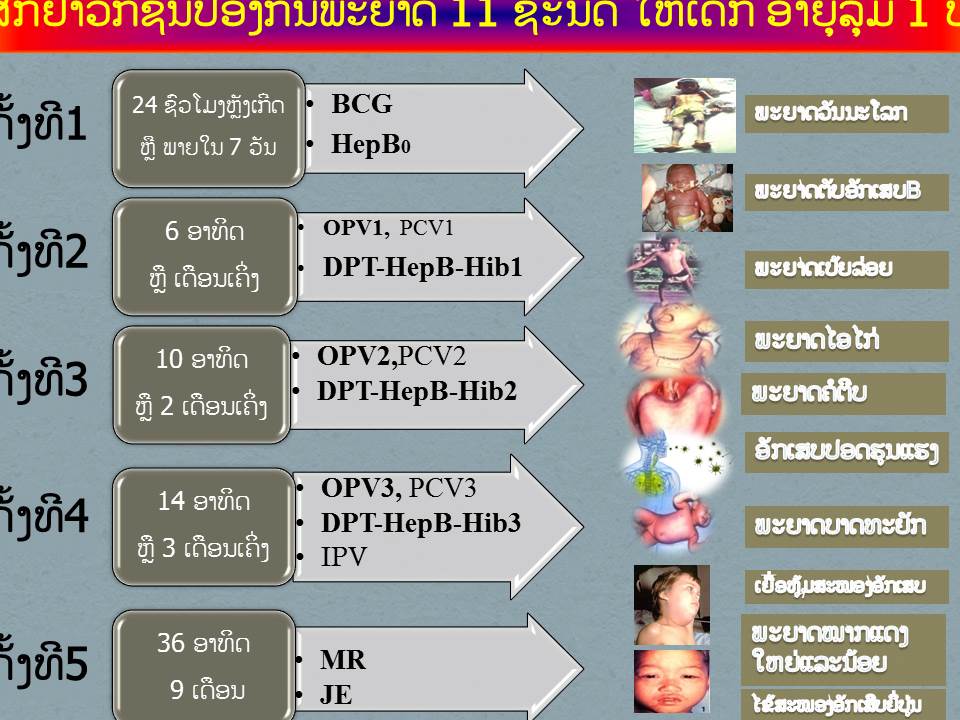 ສັກຢາວັກຊີນປ້ອງກັນພະຍາດ 11 ຊະນິດ ໃຫ້ເດັກ ອາຍຸລຸ່ມ 1 ປີ
ຄັ້ງທີ1
24 ຊົ່ວໂມງຫຼັງເກີດ
ຫຼື ພາຍໃນ 7 ວັນ
• BCG
• HepB0
ຄັ້ງທີ2
6 ອາທິດ
ຫຼື ເດືອນເຄິ່ງ
• OPV1, PCV1
• DPT-HepB-Hib1
ຄັ້ງທີ3
10 ອາທິດ
ຫຼື 2 ເດືອນເຄິ່ງ
• OPV2,PCV2
• DPT-HepB-Hib2
ຄັ້ງທີ4
14 ອາທິດ
ຫຼື 3 ເດືອນເຄິ່ງ
• OPV3, PCV3
• DPT-HepB-Hib3
• IPV
ຄັ້ງທີ5
36 ອາທິດ
9 ເດືອນ
• MR
• JE
ພະຍາດວັນນະໂລກ
ພະຍາດຕັບອັກເສບB
ພະຍາດເປ້ຍລ່ອຍ
ພະຍາດໄອໄກ່
ພະຍາດຄໍຕີບ
ອັກເສບປອດຮຸນແຮງ
ພະຍາດບາດທະຍັກ
ເຍື່ອຫຸ້ມສະໝອງອັກເສບ
ພະຍາດໝາກແດງ
ໃຫຍ່ແລະນ້ອຍ
ໄຂ້ສະໝອງອັກເສບຍີ່ປຸ່ນ